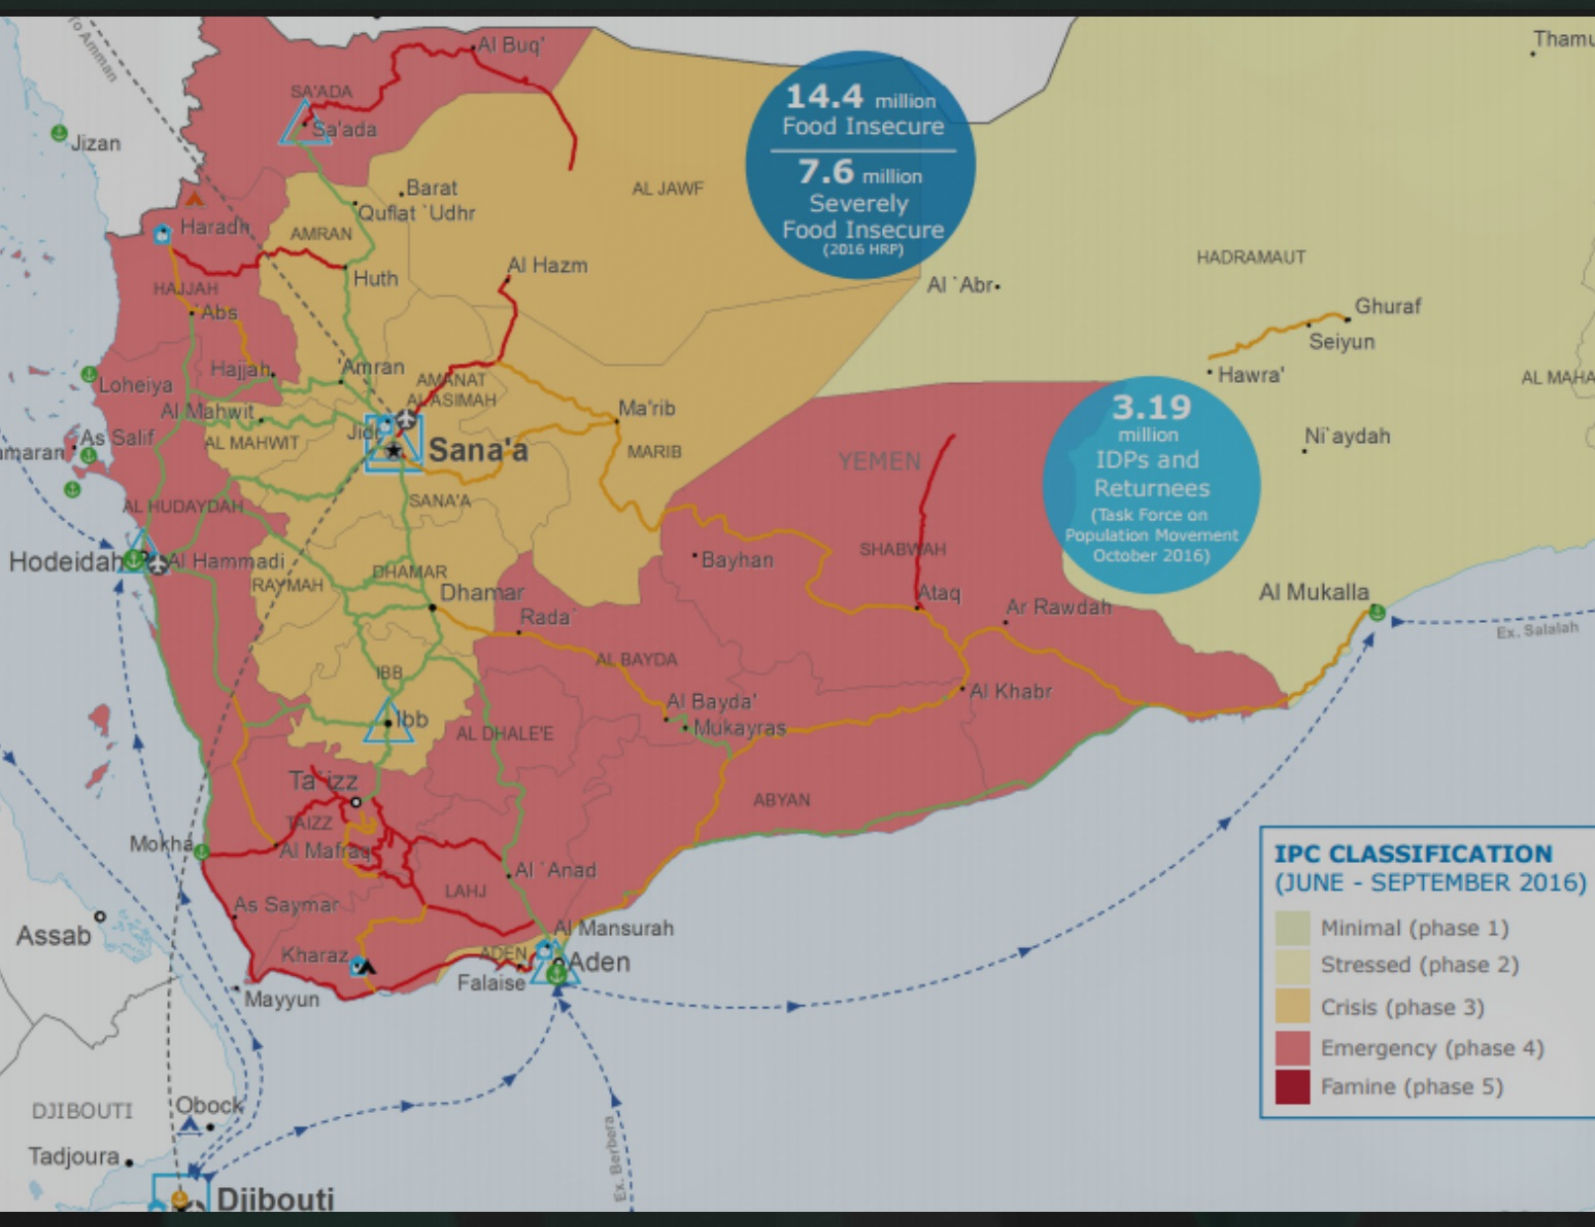 To Amman
Thamu
Al Buq'
SA'ADA
Sa'ada
Jizan
14.4 million
Food Insecure
7.6 million
Severely
Food Insecure
(2016 HRP)
Barat
Quflat `Udhr
AL JAWF
Haradh
AMRAN
Huth
Al Hazm
HADRAMAUT
Al `Abr
HAJJAH
`Abs
Ghuraf
Seiyun
Hawra'
AL MAHA
Loheiya
Hajjah
'Amran
AMANAT
AL ASIMAH
Al Mahwit
Ma'rib
3.19
million
IDPs and
Returnees
(Task Force on
Population Movement
October 2016)
As Salif
amaran
AL MAHWIT
Sana'a
MARIB
YEMEN
Ni`aydah
AL HUDAYDAH
SANA'A
Hodeidah
Al Hammadi
RAYMAH
DHAMAR
Dhamar
Rada`
Bayhan
SHABWAH
Ataq
Ar Rawdah
Al Mukalla
Ex. Salalah
IBB
Ibb
AL BAYDA
Al Bayda'
Mukayras
Al Khabr
AL DHALE'E
Ta`izz
TAIZZ
ABYAN
Mokha
Al Mafraq
Al `Anad
LAHJ
As Saymar
Assab
Al Mansurah
Kharaz
ADEN
Aden
Falaise
Mayyun
IPC CLASSIFICATION
(JUNE - SEPTEMBER 2016)
Minimal (phase 1)
Stressed (phase 2)
Crisis (phase 3)
Emergency (phase 4)
Famine (phase 5)
DJIBOUTI
Obock
Tadjoura
Djibouti
Ex. Berbera